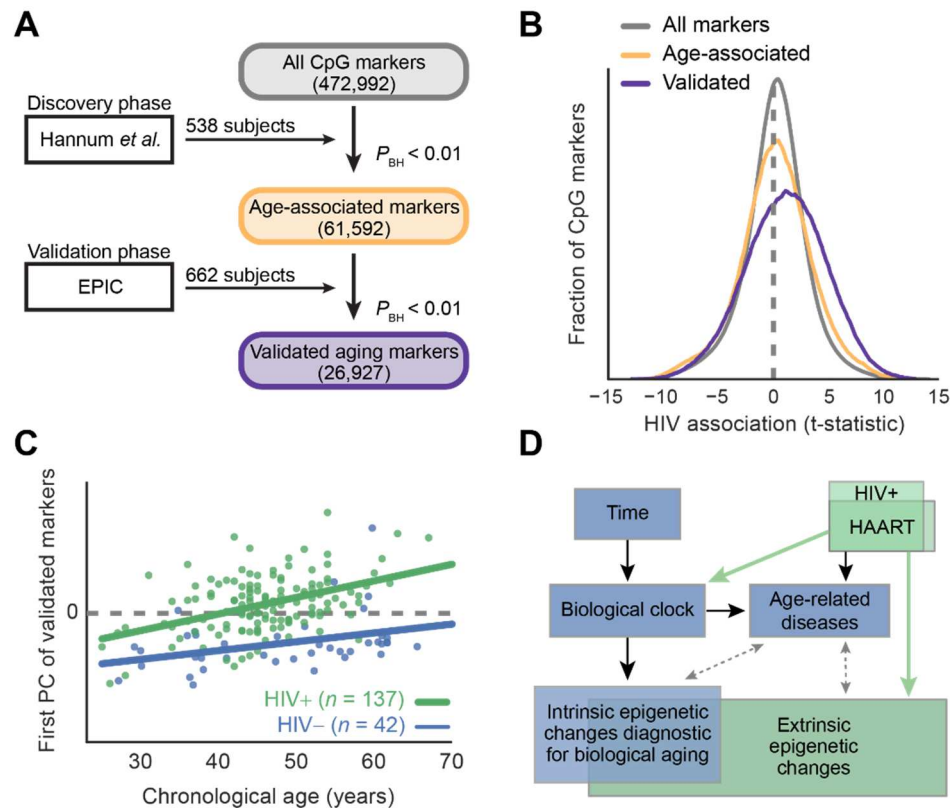 A
All CpG markers
(472,992)
Discovery phase
Hannum et al.
538 subjects
PBH < 0.01
Age-associated markers
(61,592)
Validation phase
EPIC
662 subjects
PBH < 0.01
Validated aging markers
(26,927)
B
All markers
Age-associated
Validated
Fraction of CpG markers
−15 −10 −5 0 5 10 15
HIV association (t-statistic)
C
First PC of validated markers
0
HIV+ (n = 137)
HIV− (n = 42)
30 40 50 60 70
Chronological age (years)
D
Time
HIV+
HAART
Biological clock
Age-related
diseases
Intrinsic epigenetic
changes diagnostic
for biological aging
Extrinsic
epigenetic
changes